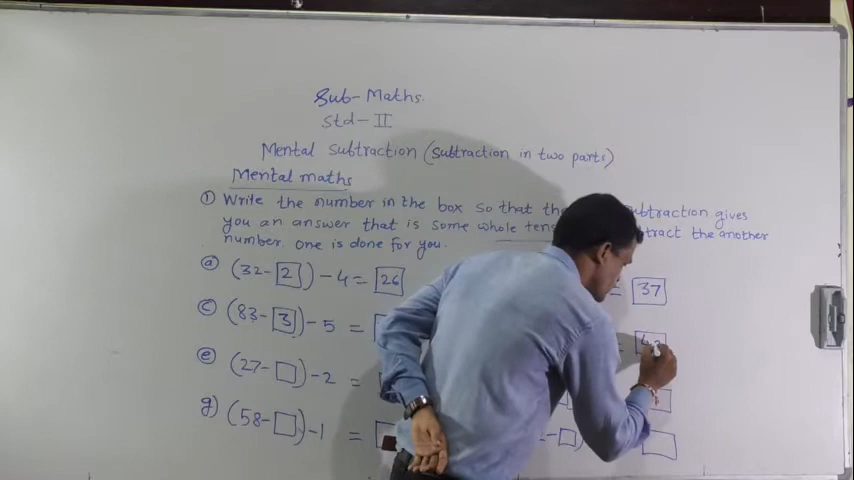 Sub-Maths.
Std-II
Mental Subtraction (Subtraction in two parts)
Mental maths
① Write the number in the box so that the subtraction gives
you an answer that is some whole tens the another
number. One is done for you.
ⓐ (32-2)-4=26 = 37
ⓒ (83-3)-5=
ⓔ (27-□)-2=
g) (58-□)-1=